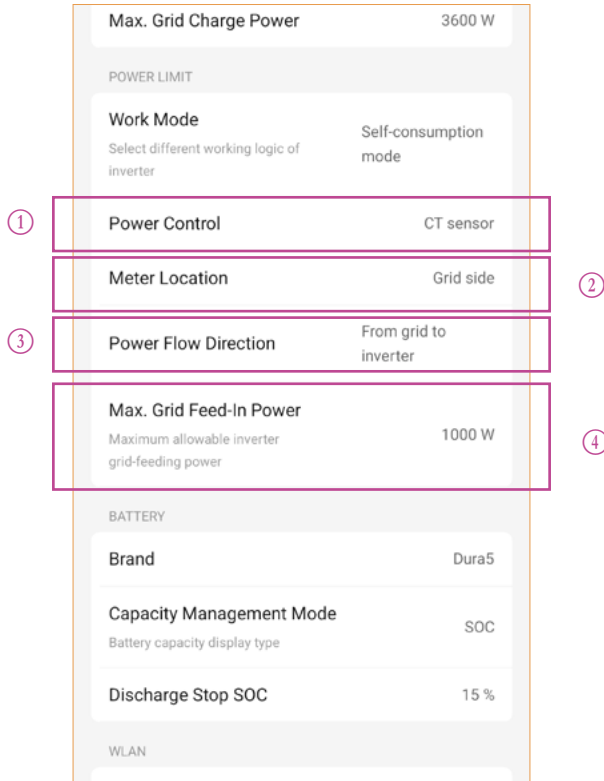 Max. Grid Charge Power 3600 W
POWER LIMIT
Work Mode
Select different working logic of
inverter
Self-consumption
mode
① Power Control CT sensor
Meter Location Grid side ②
③ Power Flow Direction
From grid to
inverter
Max. Grid Feed-In Power
Maximum allowable inverter
grid-feeding power
1000 W ④
BATTERY
Brand Dura5
Capacity Management Mode
Battery capacity display type
SOC
Discharge Stop SOC 15 %
WLAN